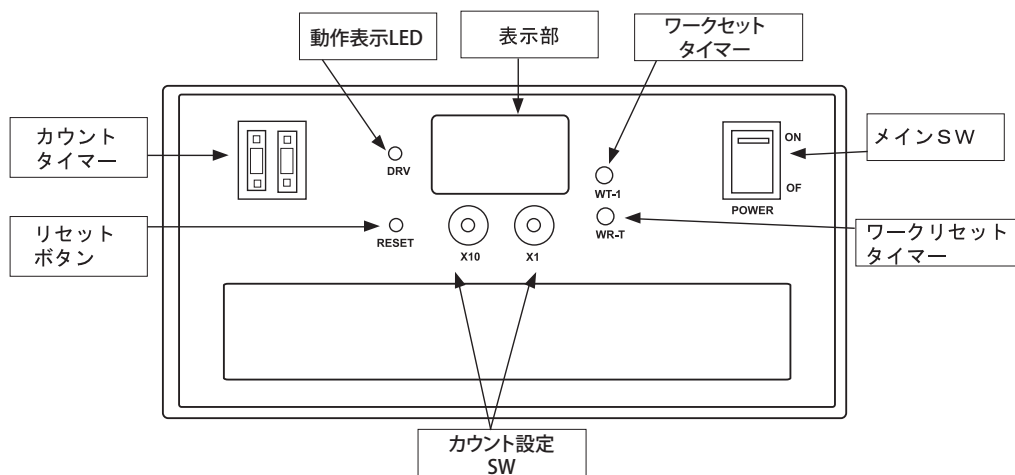 動作表示LED
表示部
ワークセット
タイマー
カウント
タイマー
メインSW
ON
OF
POWER
DRV
WT-1
WR-T
リセット
ボタン
RESET
X10
X1
ワークリセット
タイマー
カウント設定
SW